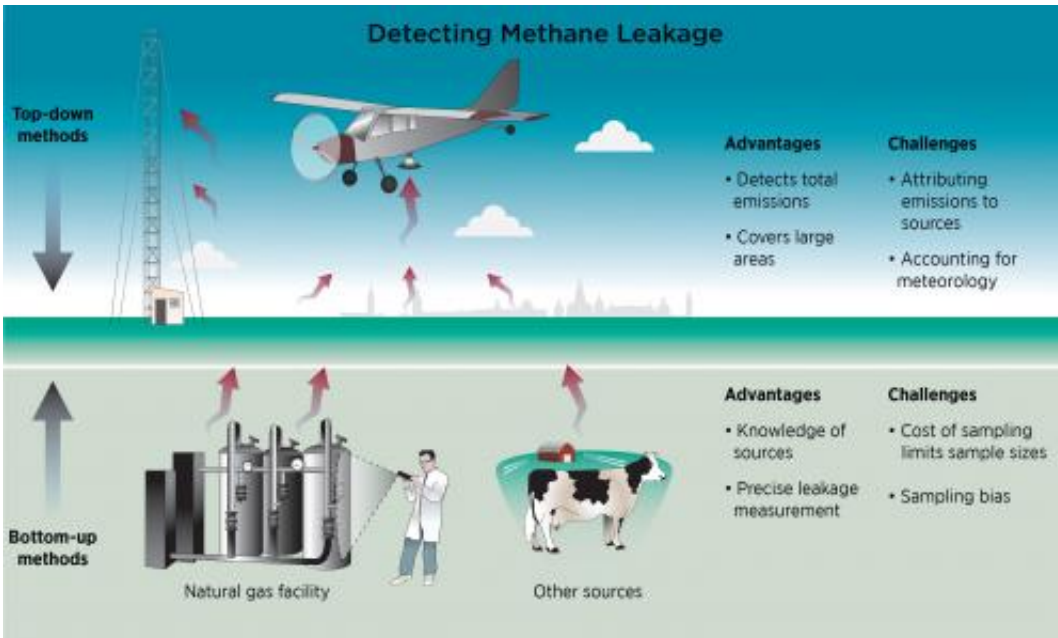 Detecting Methane Leakage
Top-down
methods
Advantages
• Detects total
emissions
• Covers large
areas
Challenges
• Attributing
emissions to
sources
• Accounting for
meteorology
Bottom-up
methods
Natural gas facility
Other sources
Advantages
• Knowledge of
sources
• Precise leakage
measurement
Challenges
• Cost of sampling
limits sample sizes
• Sampling bias